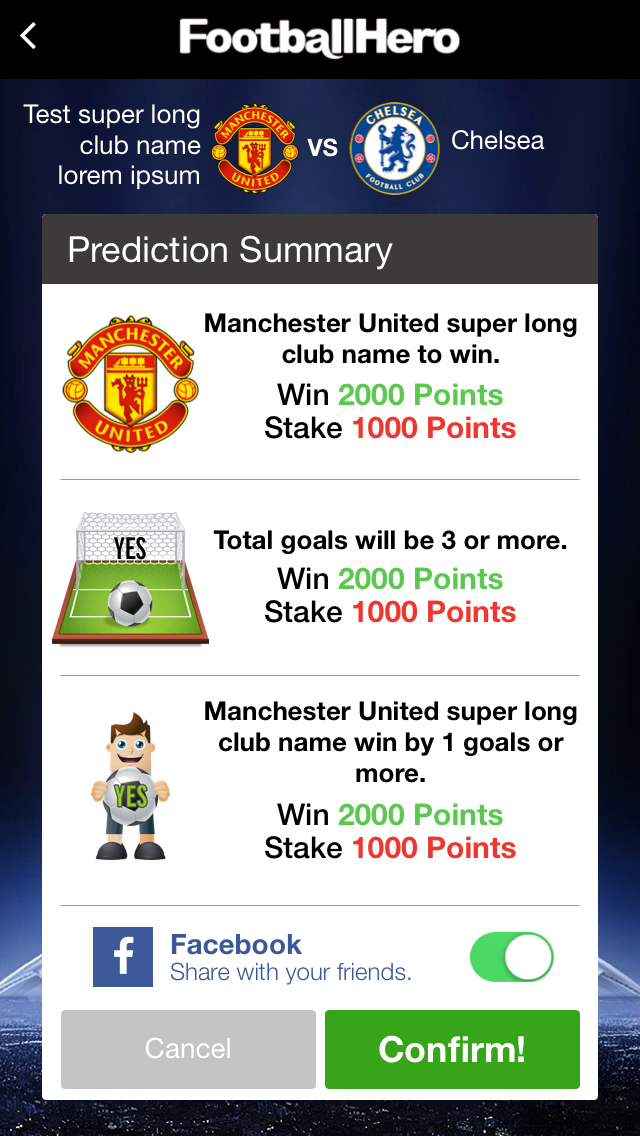 FootballHero
Test super long
club name
lorem ipsum
MANCHESTER
UNITED
VS
CHELSEA
FOOTBALL CLUB
Chelsea
Prediction Summary
MANCHESTER
UNITED
Manchester United super long
club name to win.
Win 2000 Points
Stake 1000 Points
YES
Total goals will be 3 or more.
Win 2000 Points
Stake 1000 Points
YES
Manchester United super long
club name win by 1 goals or
more.
Win 2000 Points
Stake 1000 Points
f
Facebook
Share with your friends.
Cancel
Confirm!